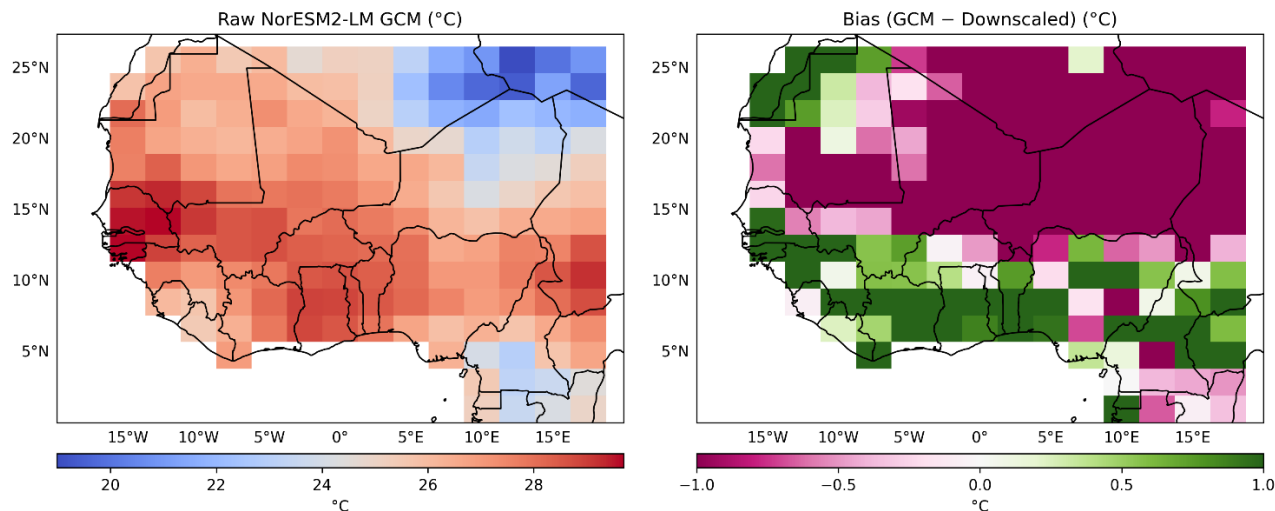 Raw NorESM2-LM GCM (°C)
25°N
20°N
15°N
10°N
5°N
15°W 10°W 5°W 0° 5°E 10°E 15°E
20 22 24 26 28
°C
Bias (GCM − Downscaled) (°C)
25°N
20°N
15°N
10°N
5°N
15°W 10°W 5°W 0° 5°E 10°E 15°E
−1.0 −0.5 0.0 0.5 1.0
°C